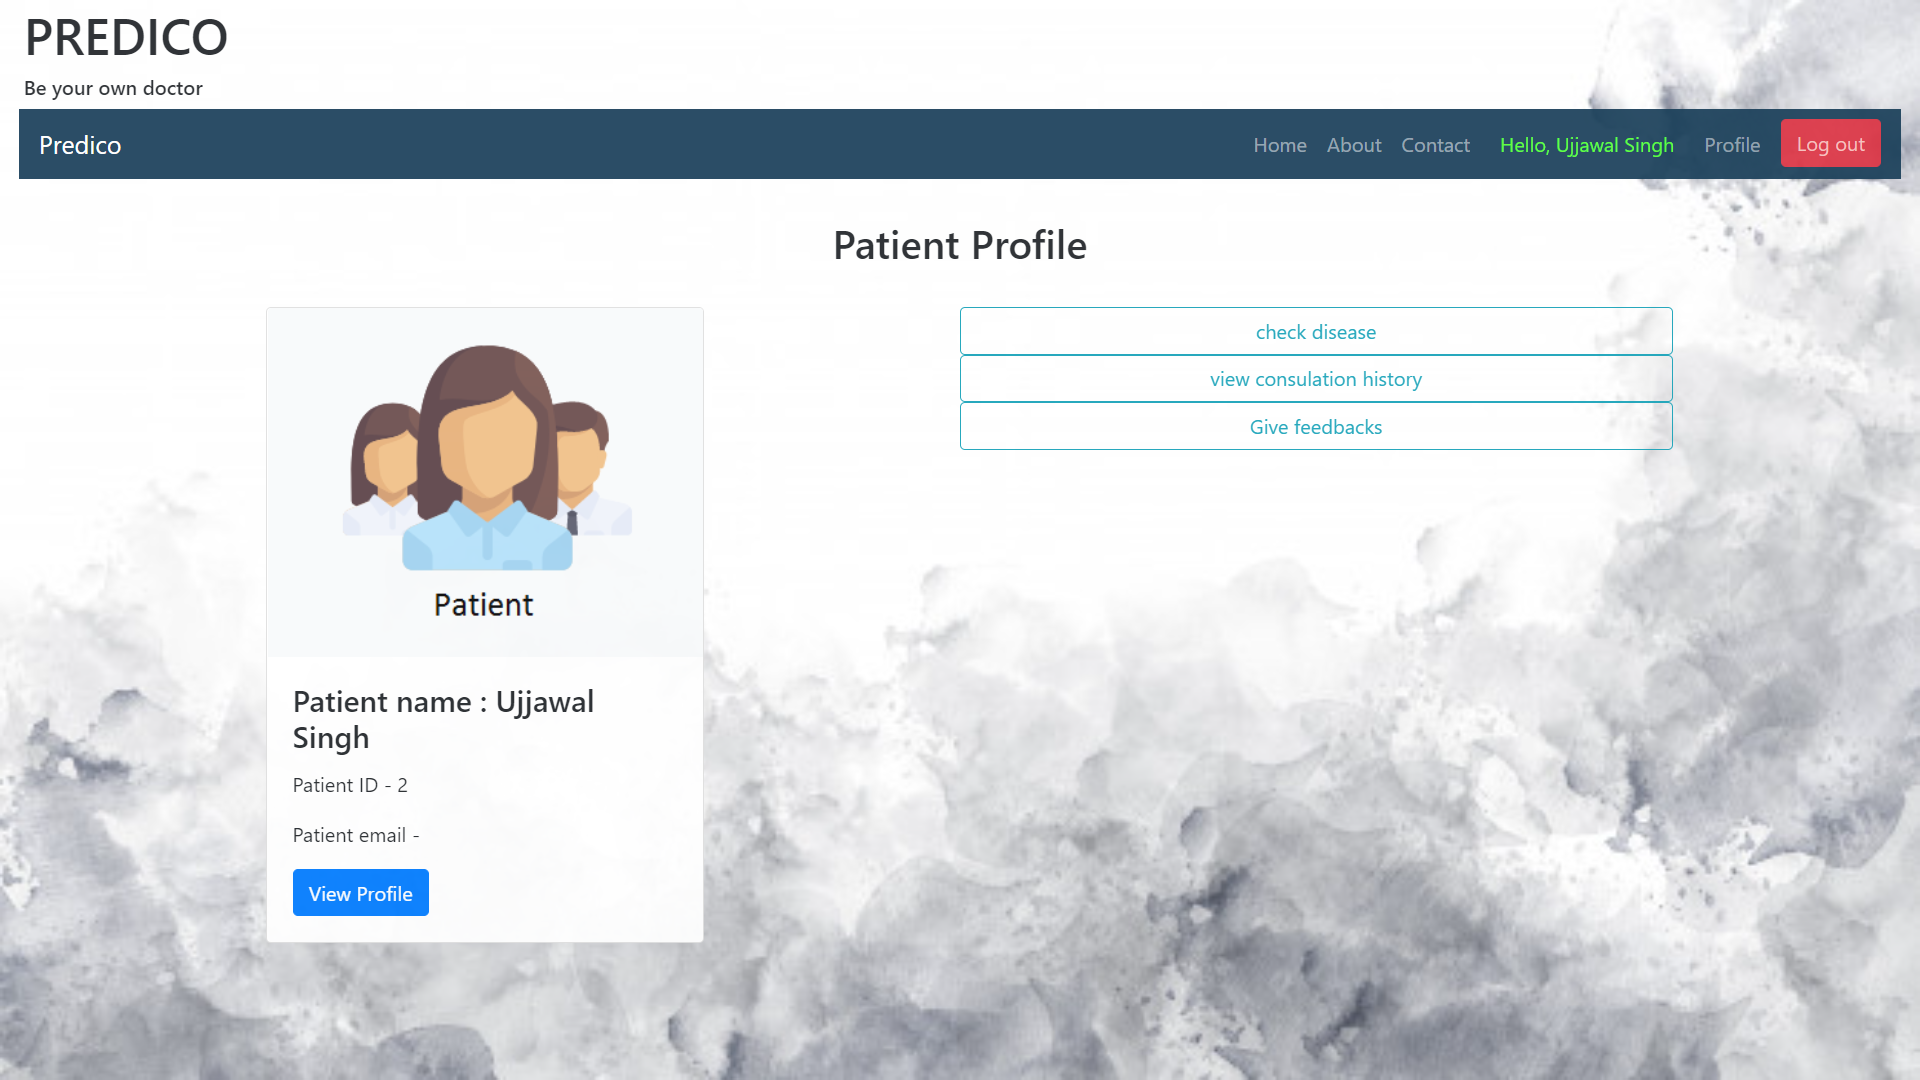 PREDICO
Be your own doctor
Predico
Home About Contact Hello, Ujjawal Singh Profile Log out
Patient Profile
check disease
view consulation history
Give feedbacks
Patient
Patient name : Ujjawal
Singh
Patient ID - 2
Patient email -
View Profile